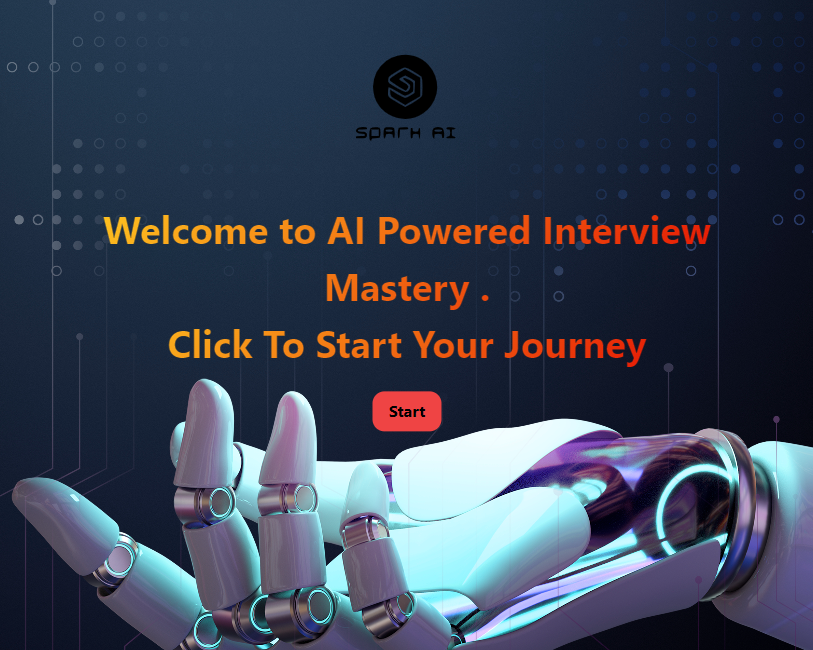 SPARK AI
Welcome to AI Powered Interview
Mastery .
Click To Start Your Journey
Start